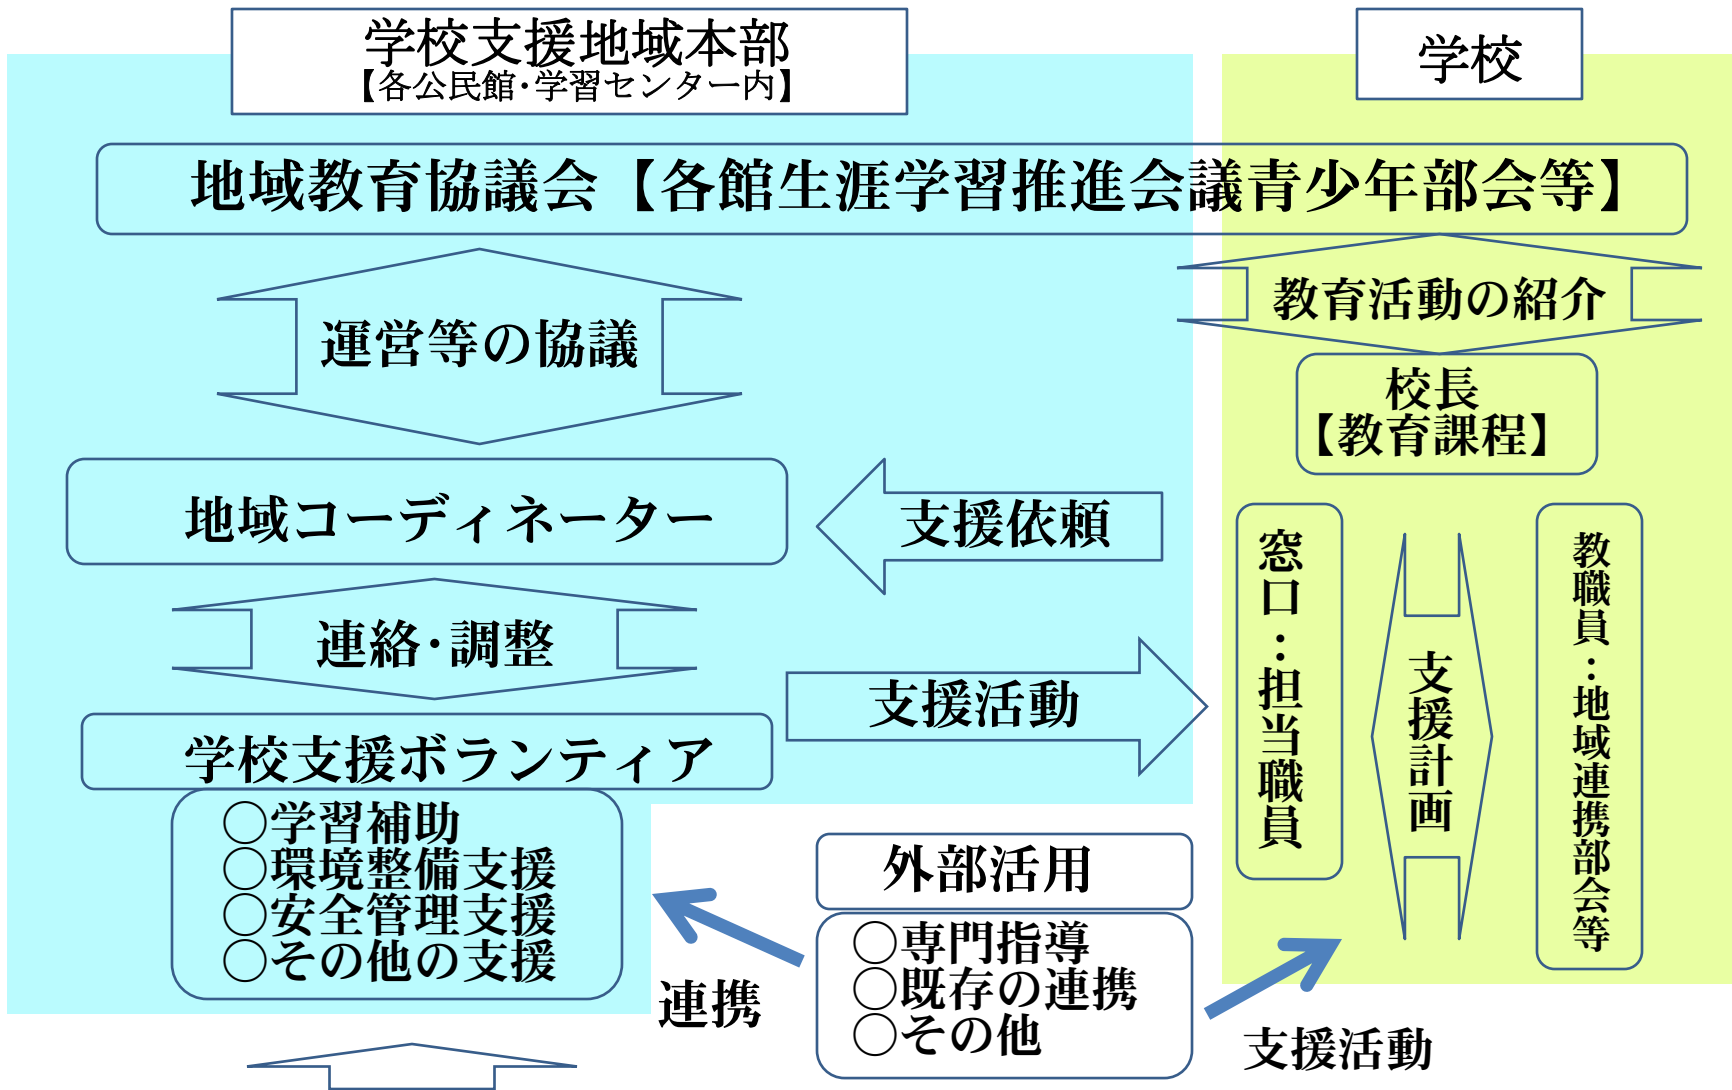 学校支援地域本部
【各公民館･学習センター内】
学校
地域教育協議会【各館生涯学習推進会議青少年部会等】
運営等の協議
教育活動の紹介
校長
【教育課程】
地域コーディネーター
支援依頼
連絡･調整
支援活動
学校支援ボランティア
○学習補助
○環境整備支援
○安全管理支援
○その他の支援
窓口：担当職員
支援計画
教職員：地域連携部会等
外部活用
○専門指導
○既存の連携
○その他
連携
支援活動